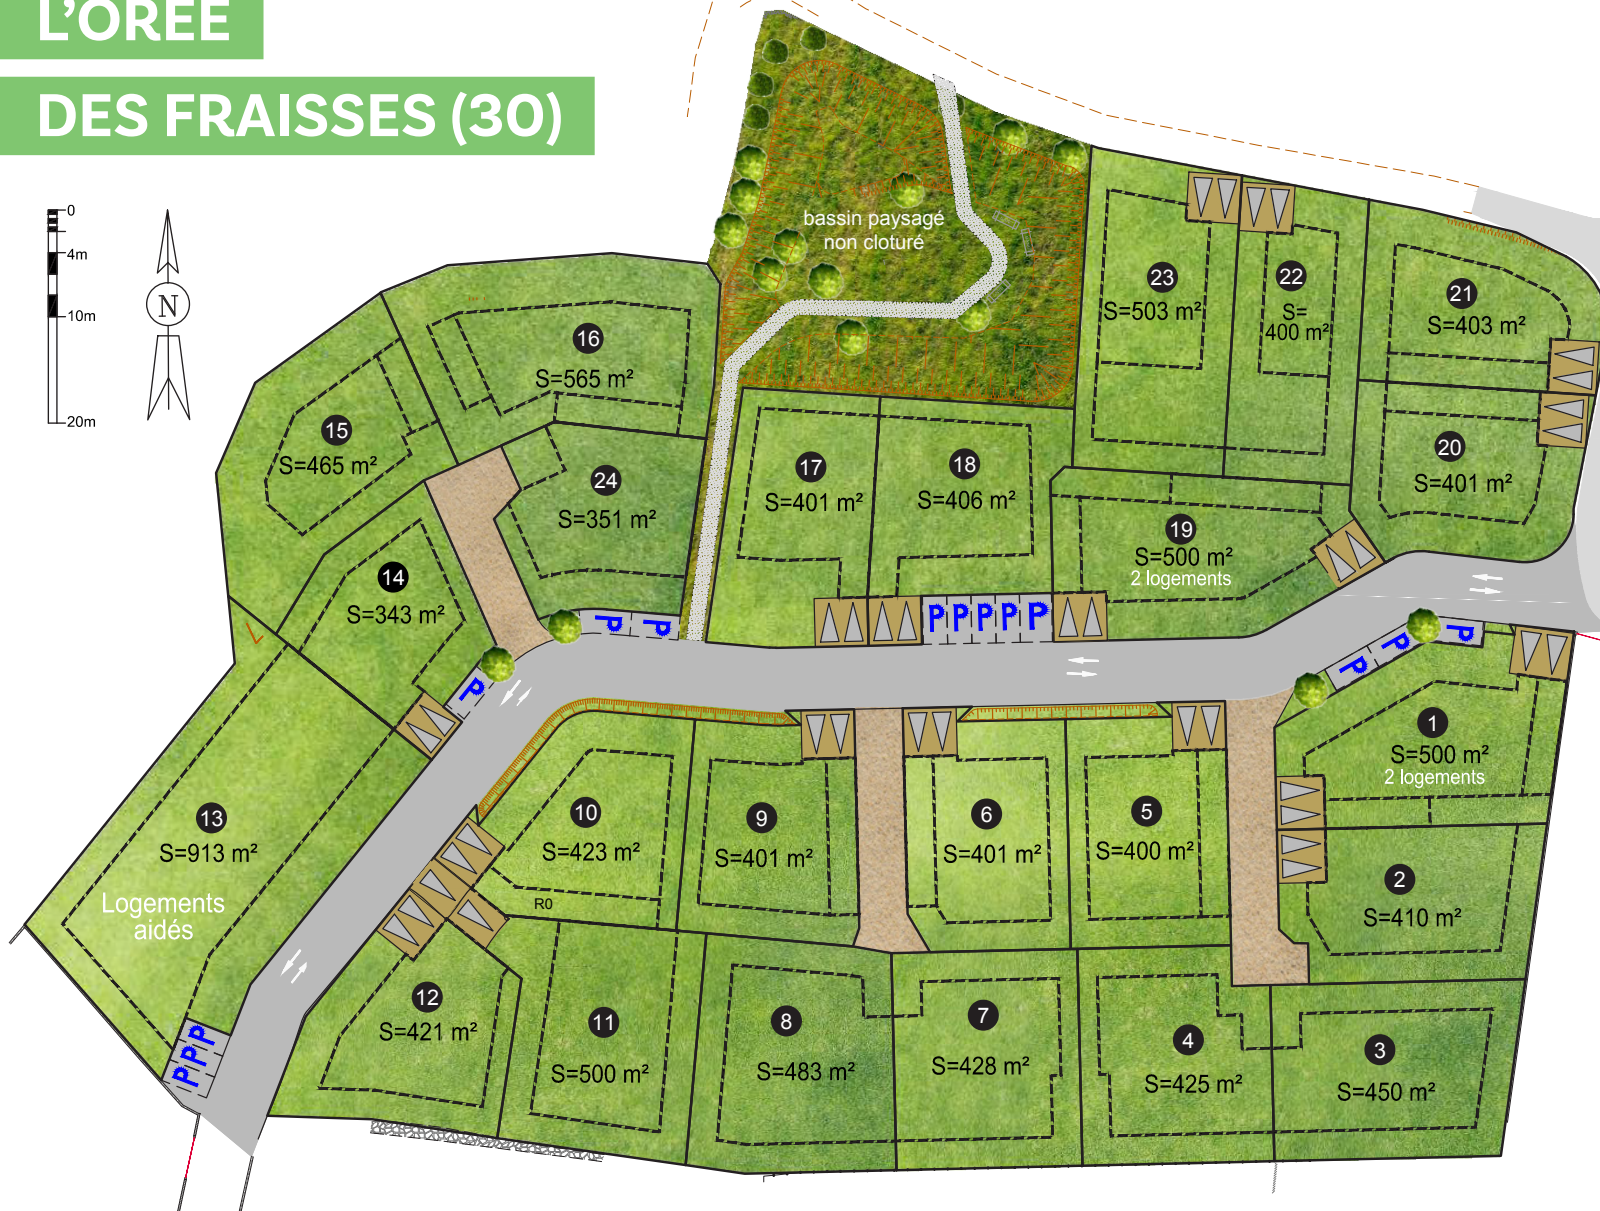 L'ORÉE
DES FRAISSES (30)
0
4m
10m
20m
N
bassin paysagé
non cloturé
23
S=503 m²
22
S=
400 m²
21
S=403 m²
16
S=565 m²
15
S=465 m²
24
S=351 m²
17
S=401 m²
18
S=406 m²
20
S=401 m²
19
S=500 m²
2 logements
14
S=343 m²
P P
P P P P P
P
P P P
1
S=500 m²
2 logements
13
S=913 m²
Logements
aidés
10
S=423 m²
R0
9
S=401 m²
6
S=401 m²
5
S=400 m²
2
S=410 m²
12
S=421 m²
11
S=500 m²
8
S=483 m²
7
S=428 m²
4
S=425 m²
3
S=450 m²
P P P